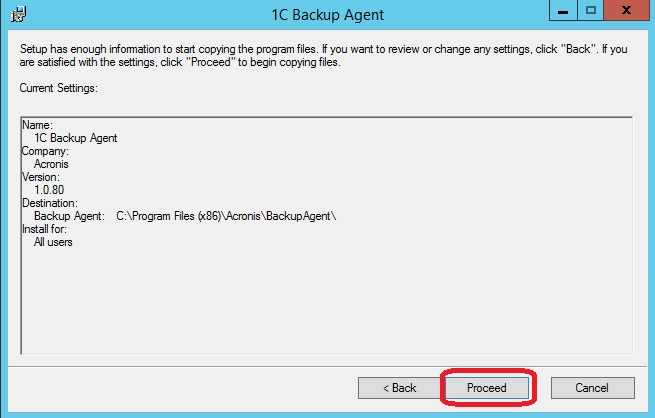 1C Backup Agent
Setup has enough information to start copying the program files. If you want to review or change any settings, click "Back". If you
are satisfied with the settings, click "Proceed" to begin copying files.
Current Settings:
Name:
1C Backup Agent
Company:
Acronis
Version:
1.0.80
Destination:
Backup Agent: C:\Program Files (x86)\Acronis\BackupAgent\
Install for:
All users
< Back Proceed Cancel